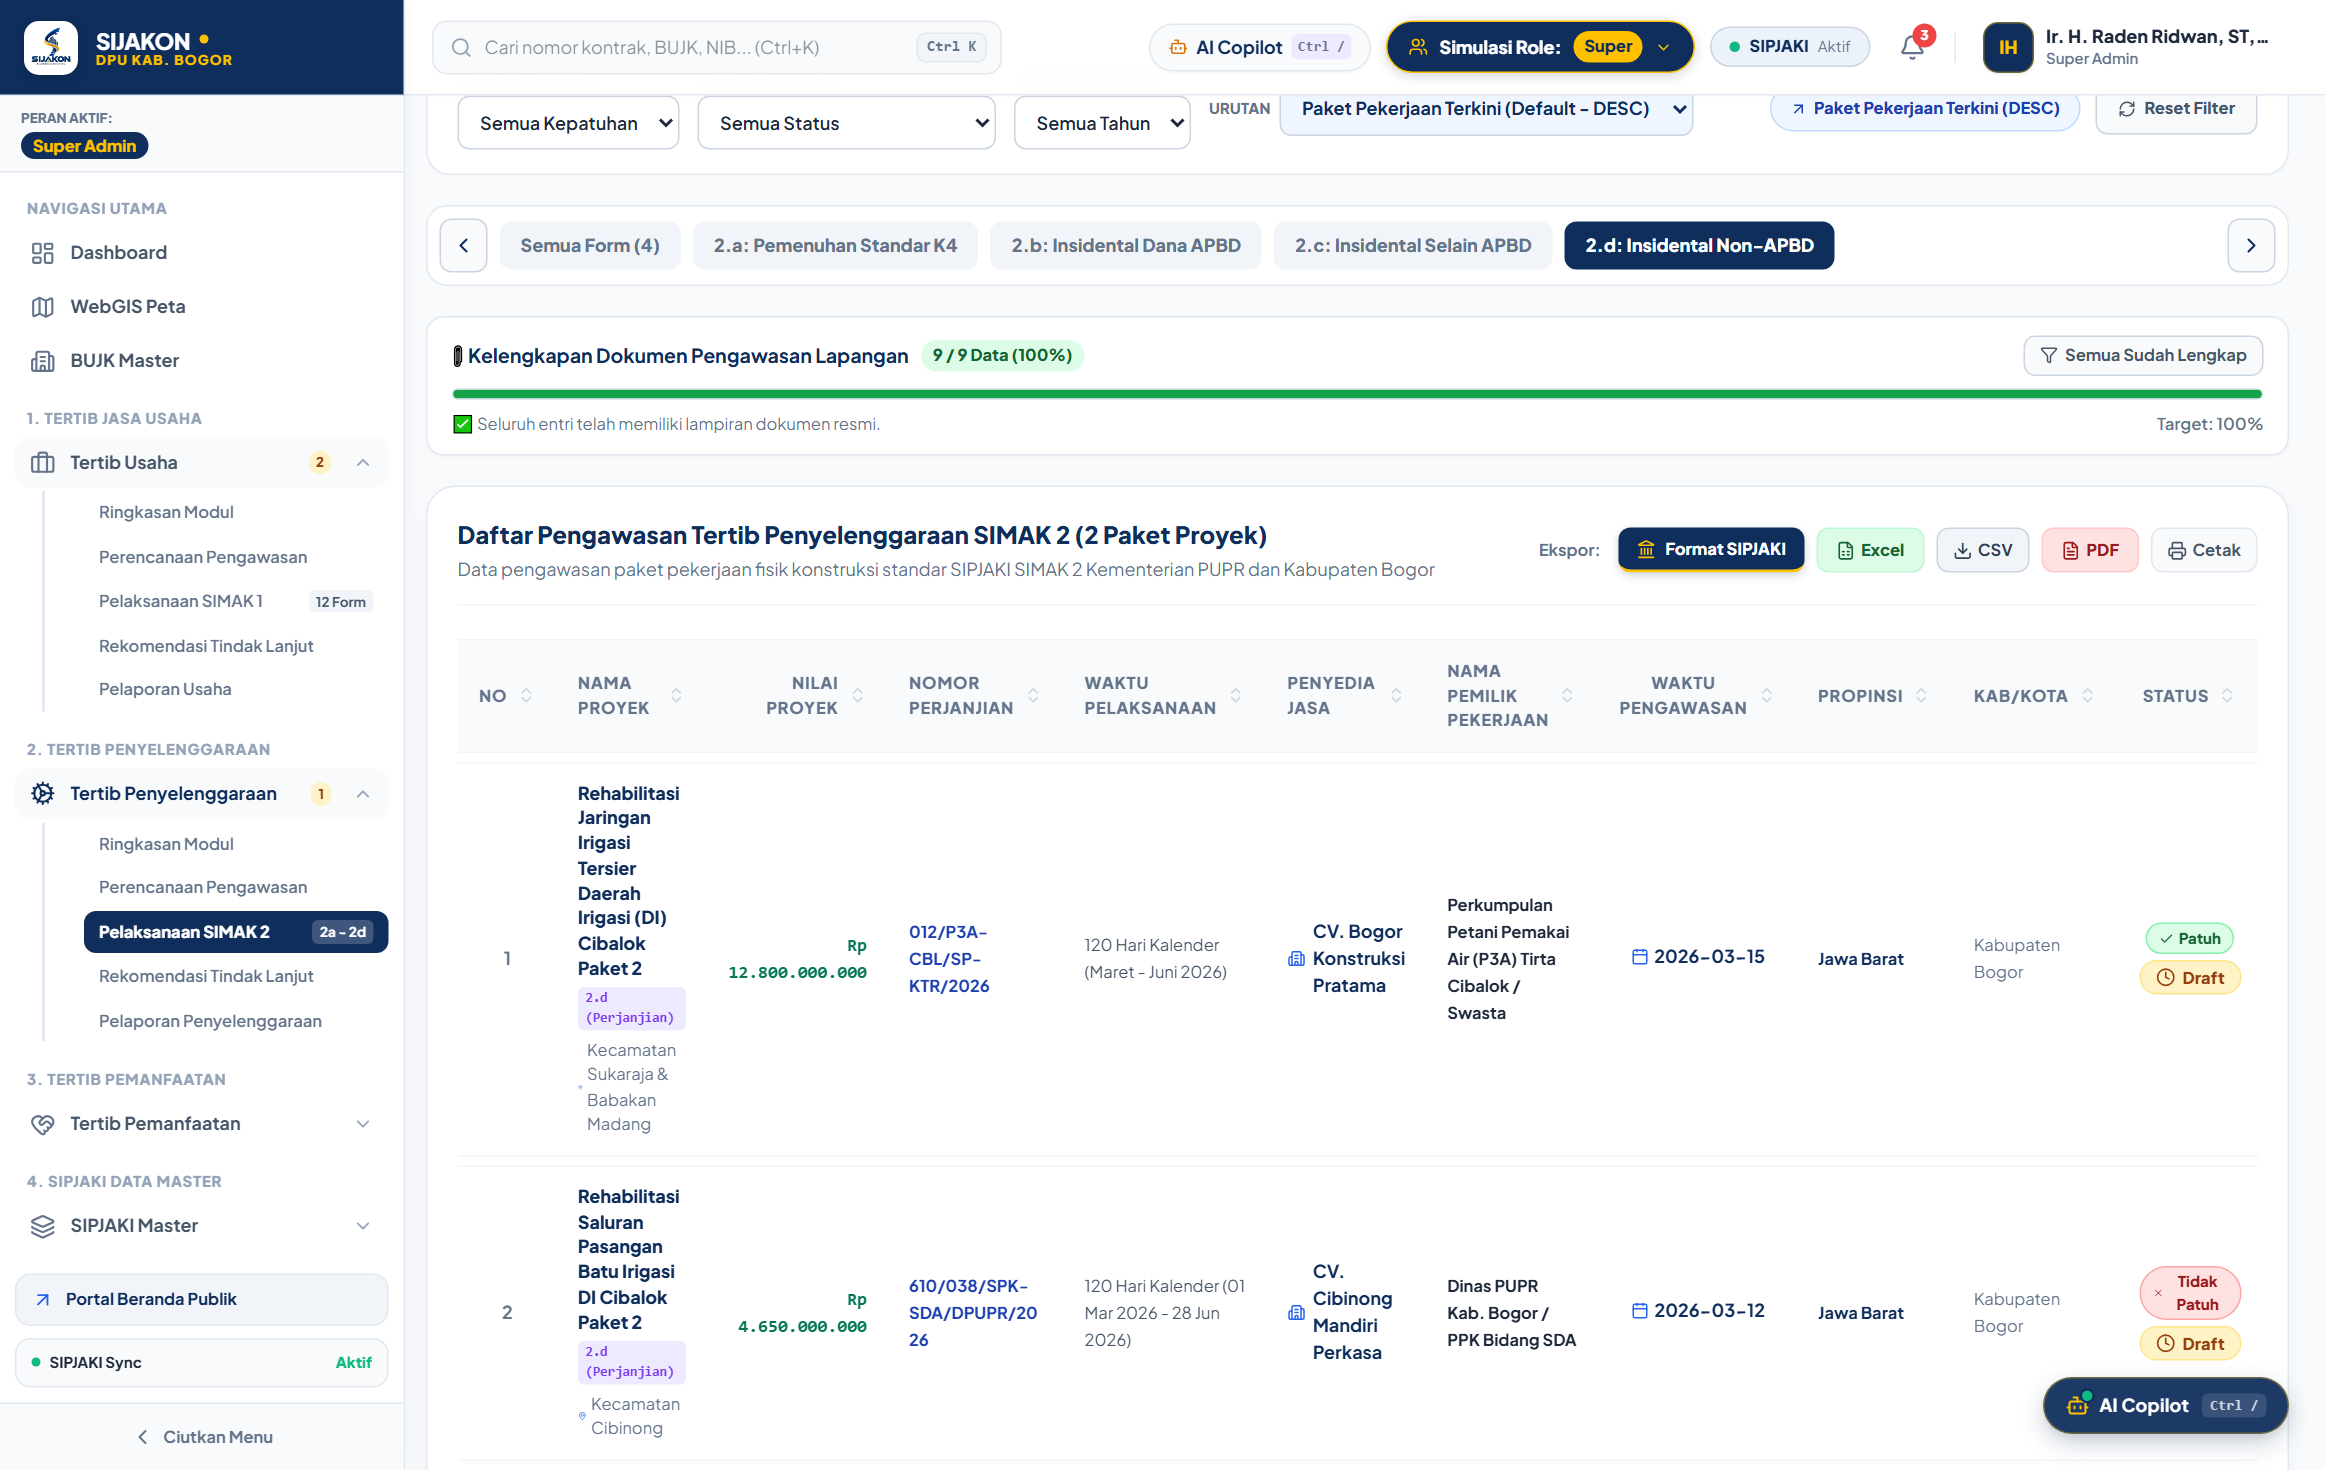 SIJAKON
DPU KAB. BOGOR
SIJAKON
Cari nomor kontrak, BUJK, NIB... (Ctrl+K)
Ctrl K
AI Copilot Ctrl /
Simulasi Role: Super
SIPJAKI Aktif
3
IH
Ir. H. Raden Ridwan, ST,...
Super Admin
PERAN AKTIF:
Super Admin
NAVIGASI UTAMA
Dashboard
WebGIS Peta
BUJK Master
1. TERTIB JASA USAHA
Tertib Usaha 2
Ringkasan Modul
Perencanaan Pengawasan
Pelaksanaan SIMAK 1 12 Form
Rekomendasi Tindak Lanjut
Pelaporan Usaha
2. TERTIB PENYELENGGARAAN
Tertib Penyelenggaraan 1
Ringkasan Modul
Perencanaan Pengawasan
Pelaksanaan SIMAK 2 2a - 2d
Rekomendasi Tindak Lanjut
Pelaporan Penyelenggaraan
3. TERTIB PEMANFAATAN
Tertib Pemanfaatan
4. SIPJAKI DATA MASTER
SIPJAKI Master
Portal Beranda Publik
SIPJAKI Sync Aktif
Ciutkan Menu
Semua Kepatuhan
Semua Status
Semua Tahun
URUTAN
Paket Pekerjaan Terkini (Default - DESC)
Paket Pekerjaan Terkini (DESC)
Reset Filter
Semua Form (4)
2.a: Pemenuhan Standar K4
2.b: Insidental Dana APBD
2.c: Insidental Selain APBD
2.d: Insidental Non-APBD
Kelengkapan Dokumen Pengawasan Lapangan 9 / 9 Data (100%)
Semua Sudah Lengkap
Seluruh entri telah memiliki lampiran dokumen resmi.
Target: 100%
Daftar Pengawasan Tertib Penyelenggaraan SIMAK 2 (2 Paket Proyek)
Data pengawasan paket pekerjaan fisik konstruksi standar SIPJAKI SIMAK 2 Kementerian PUPR dan Kabupaten Bogor
Ekspor:
Format SIPJAKI
Excel
CSV
PDF
Cetak
NO
NAMA
PROYEK
NILAI
PROYEK
NOMOR
PERJANJIAN
WAKTU
PELAKSANAAN
PENYEDIA
JASA
NAMA
PEMILIK
PEKERJAAN
WAKTU
PENGAWASAN
PROPINSI
KAB/KOTA
STATUS
1
Rehabilitasi
Jaringan
Irigasi
Tersier
Daerah
Irigasi (DI)
Cibalok
Paket 2
2.d
(Perjanjian)
Kecamatan
Sukaraja &
Babakan
Madang
Rp
12.800.000.000
012/P3A-
CBL/SP-
KTR/2026
120 Hari Kalender
(Maret - Juni 2026)
CV. Bogor
Konstruksi
Pratama
Perkumpulan
Petani Pemakai
Air (P3A) Tirta
Cibalok /
Swasta
2026-03-15
Jawa Barat
Kabupaten
Bogor
Patuh
Draft
2
Rehabilitasi
Saluran
Pasangan
Batu Irigasi
DI Cibalok
Paket 2
2.d
(Perjanjian)
Kecamatan
Cibinong
Rp
4.650.000.000
610/038/SPK-
SDA/DPUPR/20
26
120 Hari Kalender (01
Mar 2026 - 28 Jun
2026)
CV.
Cibinong
Mandiri
Perkasa
Dinas PUPR
Kab. Bogor /
PPK Bidang SDA
2026-03-12
Jawa Barat
Kabupaten
Bogor
Tidak
Patuh
Draft
AI Copilot Ctrl /